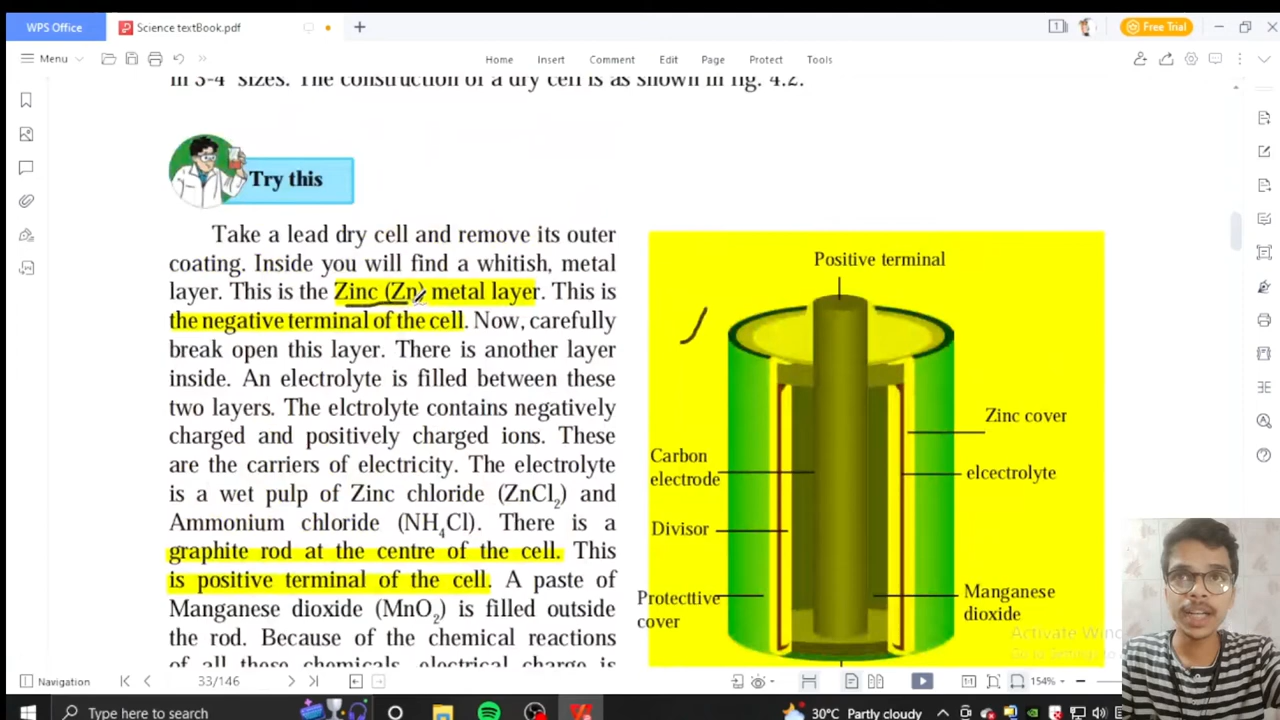 WPS Office
Science textBook.pdf
Free Trial
Menu
Home Insert Comment Edit Page Protect Tools
in 3-4 sizes. The construction of a dry cell is as shown in fig. 4.2.
Try this
Take a lead dry cell and remove its outer
coating. Inside you will find a whitish, metal
layer. This is the Zinc (Zn) metal layer. This is
the negative terminal of the cell. Now, carefully
break open this layer. There is another layer
inside. An electrolyte is filled between these
two layers. The elctrolyte contains negatively
charged and positively charged ions. These
are the carriers of electricity. The electrolyte
is a wet pulp of Zinc chloride (ZnCl₂) and
Ammonium chloride (NH₄Cl). There is a
graphite rod at the centre of the cell. This
is positive terminal of the cell. A paste of
Manganese dioxide (MnO₂) is filled outside
the rod. Because of the chemical reactions
of all these chemicals, electrical charge is
Positive terminal
Zinc cover
Carbon
electrode
elcectrolyte
Divisor
Protecttive
cover
Manganese
dioxide
Navigation
33/146
154%
Type here to search
30°C Partly cloudy